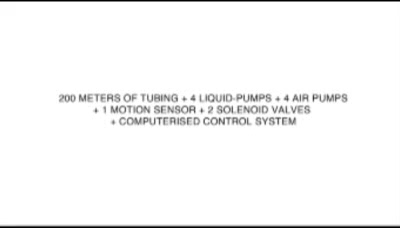 200 METERS OF TUBING + 4 LIQUID-PUMPS + 4 AIR PUMPS
+ 1 MOTION SENSOR + 2 SOLENOID VALVES
+ COMPUTERISED CONTROL SYSTEM